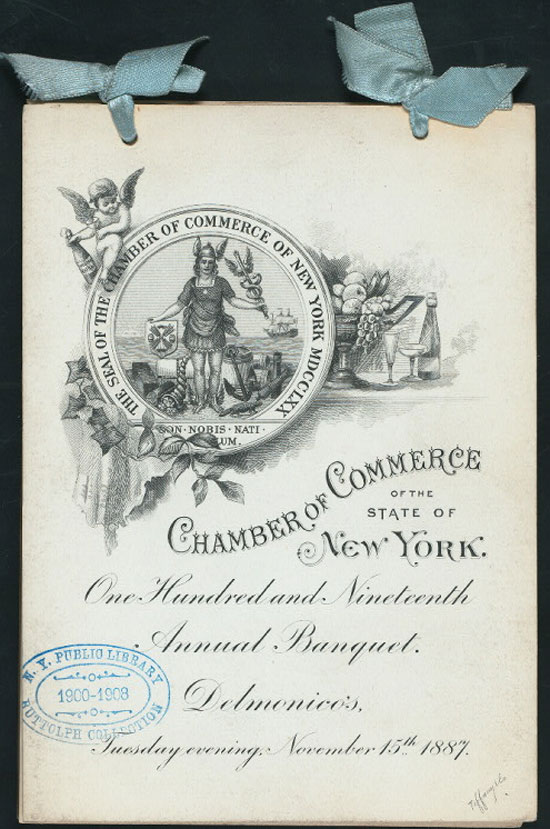 THE SEAL OF THE CHAMBER OF COMMERCE OF NEW YORK MDCCLXX
NON · NOBIS · NATI ·
LUM.
CHAMBER OF COMMERCE
OF THE
STATE OF
NEW YORK.
One Hundred and Nineteenth
Annual Banquet.
Delmonico's,
Tuesday evening, November 15th 1887.
N. Y. PUBLIC LIBRARY
1900-1908
BUTTOLPH COLLECTION
Tiffany & Co